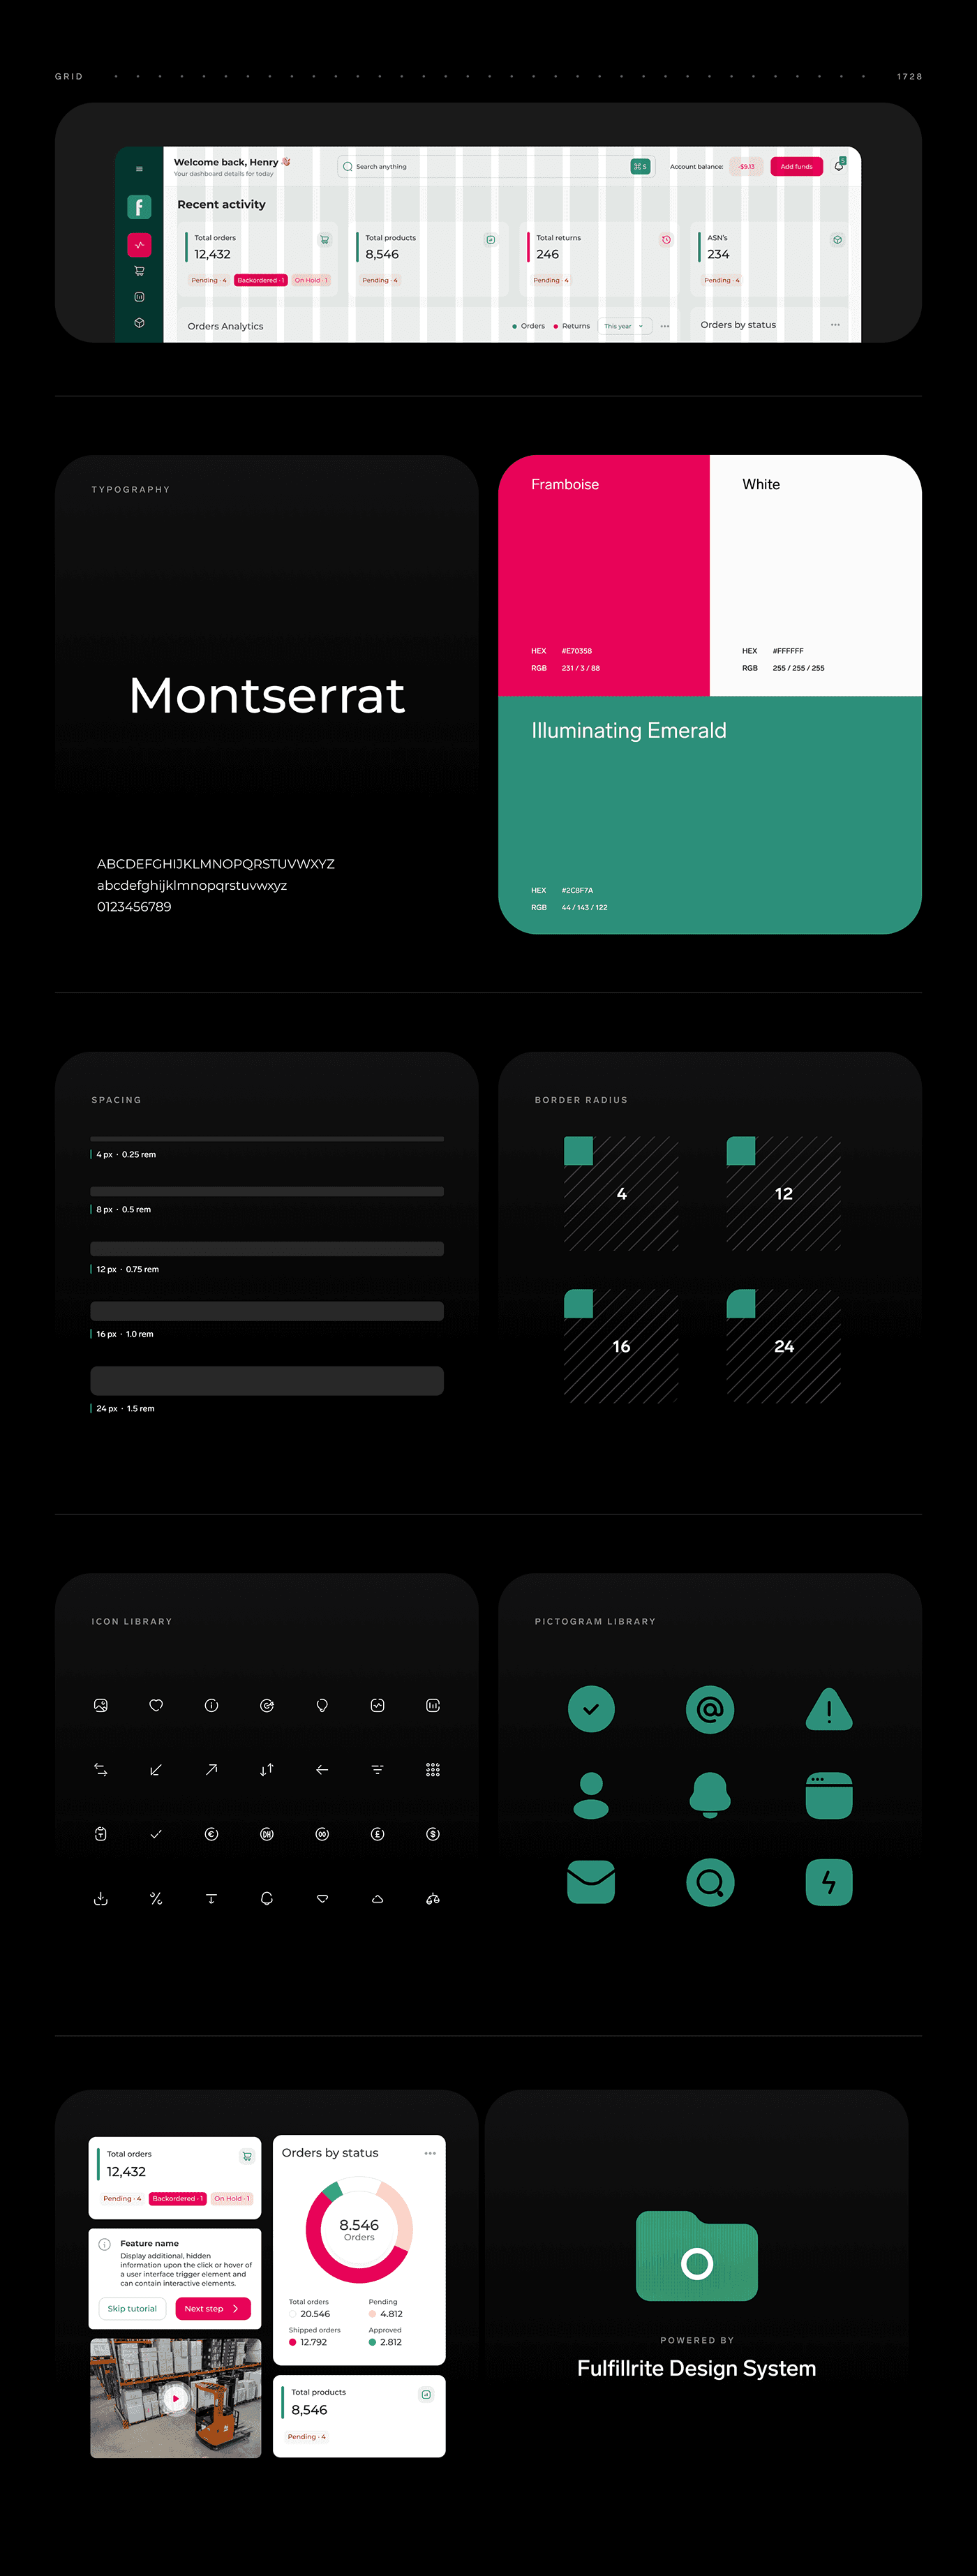 GRID
1728
Welcome back, Henry
Your dashboard details for today
Search anything
⌘ S
Account balance:
-$9.13
Add funds
5
f
Recent activity
Total orders
12,432
Pending · 4
Backordered · 1
On Hold · 1
Total products
8,546
Pending · 4
Total returns
246
Pending · 4
ASN's
234
Pending · 4
Orders Analytics
Orders
Returns
This year
Orders by status
TYPOGRAPHY
Montserrat
ABCDEFGHIJKLMNOPQRSTUVWXYZ
abcdefghijklmnopqrstuvwxyz
0123456789
Framboise
HEX #E70358
RGB 231 / 3 / 88
White
HEX #FFFFFF
RGB 255 / 255 / 255
Illuminating Emerald
HEX #2C8F7A
RGB 44 / 143 / 122
SPACING
4 px · 0.25 rem
8 px · 0.5 rem
12 px · 0.75 rem
16 px · 1.0 rem
24 px · 1.5 rem
BORDER RADIUS
4
12
16
24
ICON LIBRARY
PICTOGRAM LIBRARY
Total orders
12,432
Pending · 4
Backordered · 1
On Hold · 1
Feature name
Display additional, hidden
information upon the click or hover of
a user interface trigger element and
can contain interactive elements.
Skip tutorial
Next step
Orders by status
8.546
Orders
Total orders
20.546
Pending
4.812
Shipped orders
12.792
Approved
2.812
Total products
8,546
Pending · 4
POWERED BY
Fulfillrite Design System